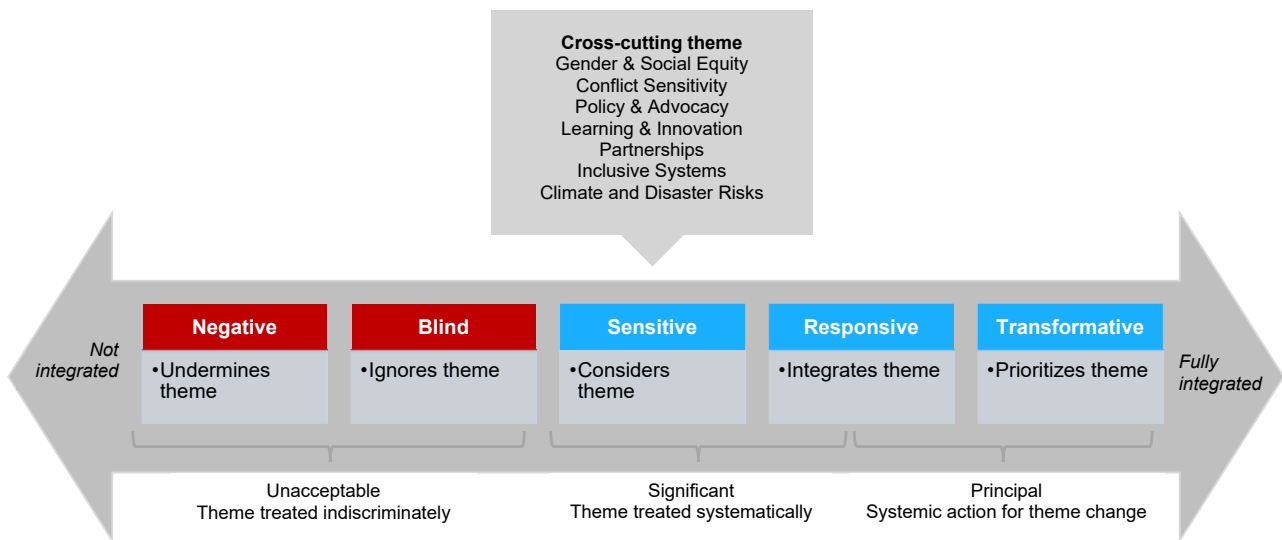 Cross-cutting theme
Gender & Social Equity
Conflict Sensitivity
Policy & Advocacy
Learning & Innovation
Partnerships
Inclusive Systems
Climate and Disaster Risks
Not
integrated
Negative
•Undermines
theme
Blind
•Ignores theme
Sensitive
•Considers
theme
Responsive
•Integrates theme
Transformative
•Prioritizes theme
Fully
integrated
Unacceptable
Theme treated indiscriminately
Significant
Theme treated systematically
Principal
Systemic action for theme change